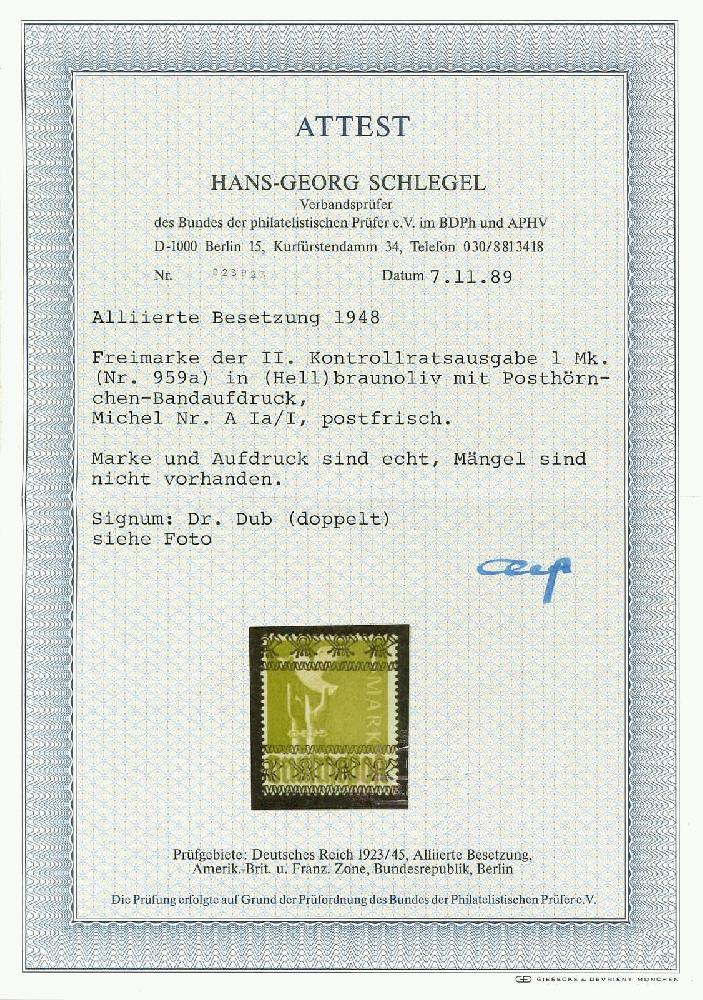 ATTEST
HANS-GEORG SCHLEGEL
Verbandsprüfer
des Bundes der philatelistischen Prüfer e.V. im BDPh und APHV
D-1000 Berlin 15, Kurfürstendamm 34, Telefon 030/8813418
Nr. Datum 7.11.89
Alliierte Besetzung 1948
Freimarke der II. Kontrollratsausgabe 1 Mk.
(Nr. 959a) in (Hell)braunoliv mit Posthörn-
chen-Bandaufdruck,
Michel Nr. A Ia/I, postfrisch.
Marke und Aufdruck sind echt, Mängel sind
nicht vorhanden.
Signum: Dr. Dub (doppelt)
siehe Foto
MARK
Prüfgebiete: Deutsches Reich 1923/45, Alliierte Besetzung,
Amerik.-Brit. u. Franz. Zone, Bundesrepublik, Berlin
Die Prüfung erfolgte auf Grund der Prüfordnung des Bundes der Philatelistischen Prüfer e.V.
GIESECKE & DEVRIENT MÜNCHEN